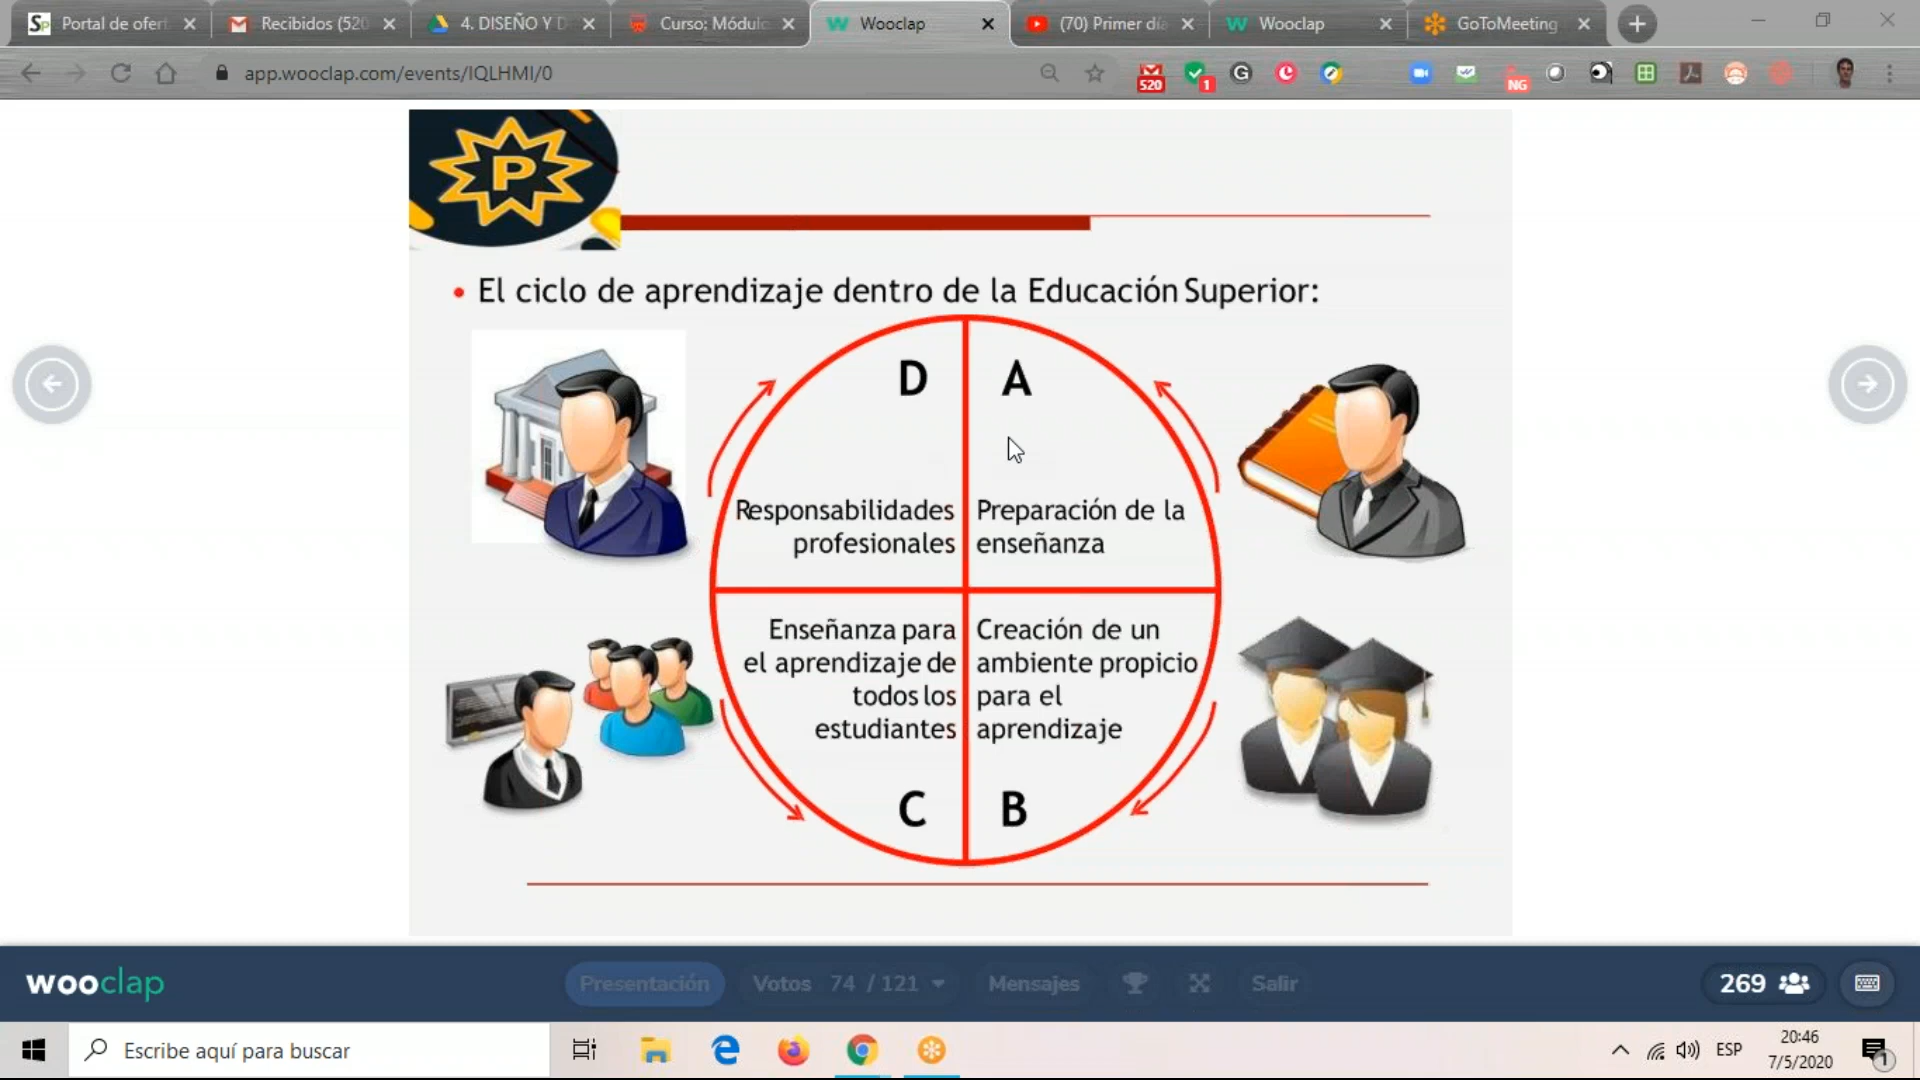 Portal de ofert
Recibidos (520
4. DISEÑO Y D
Curso: Módulo
Wooclap
(70) Primer día
Wooclap
GoToMeeting
app.wooclap.com/events/IQLHMI/0
520
1
G
NG
P
• El ciclo de aprendizaje dentro de la Educación Superior:
D
A
Responsabilidades
profesionales
Preparación de la
enseñanza
Enseñanza para
el aprendizaje de
todos los
estudiantes
Creación de un
ambiente propicio
para el
aprendizaje
C
B
wooclap
Presentación
Votos 74 / 121
Mensajes
Salir
269
Escribe aquí para buscar
ESP
20:46
7/5/2020
1